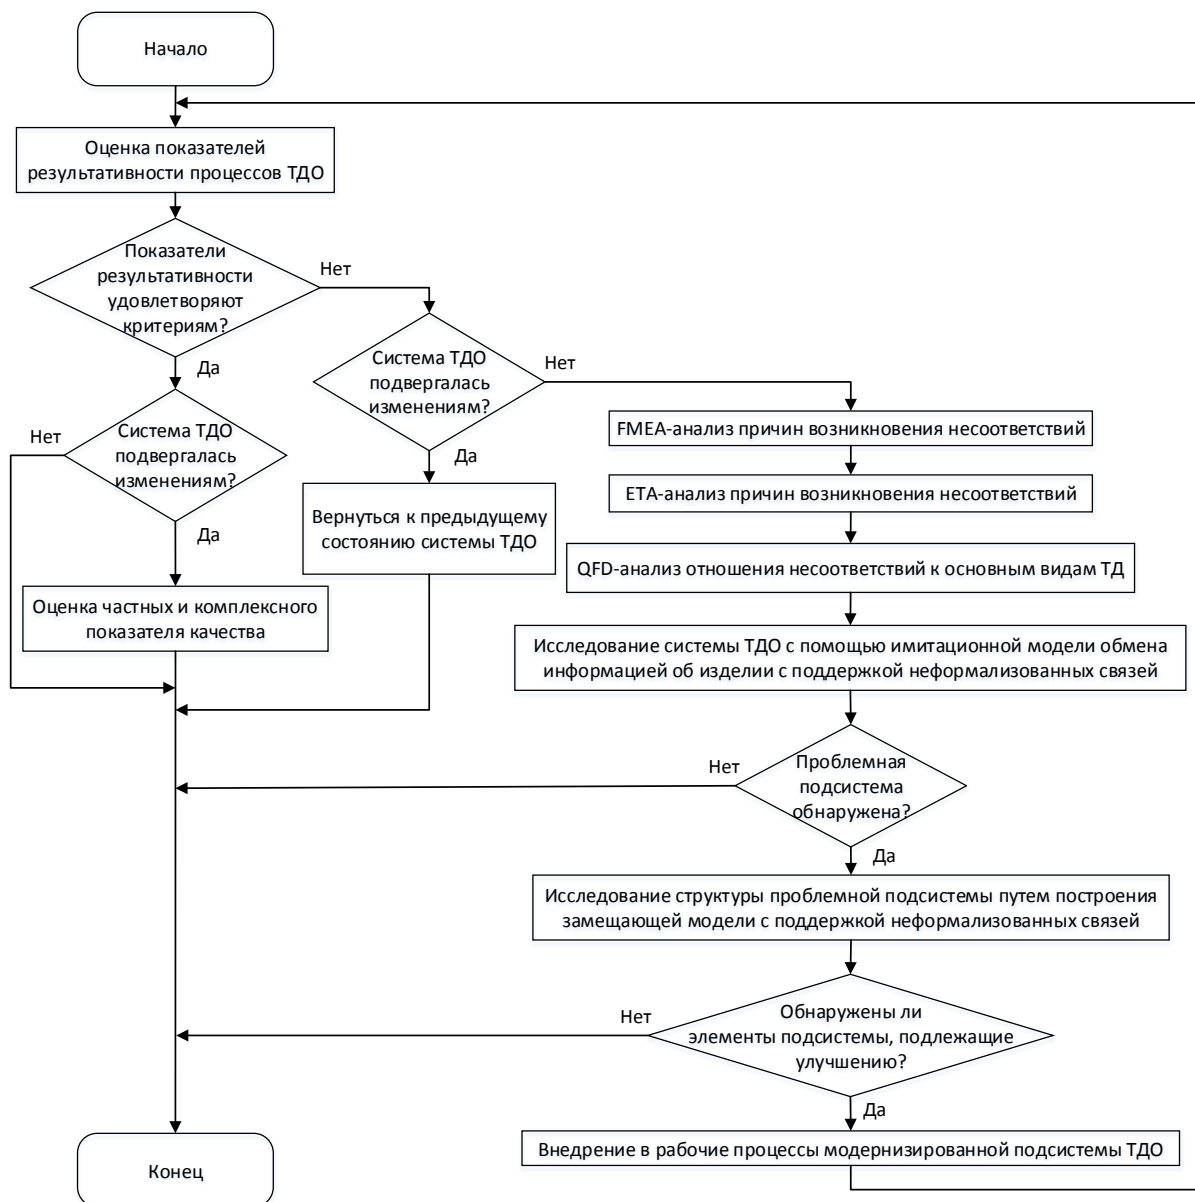 Начало
Оценка показателей
результативности процессов ТДО
Показатели
результативности
удовлетворяют
критериям?
Нет
Да
Система ТДО
подвергалась
изменениям?
Нет
Да
Система ТДО
подвергалась
изменениям?
Нет
Да
Оценка частных и комплексного
показателя качества
Вернуться к предыдущему
состоянию системы ТДО
FMEA-анализ причин возникновения несоответствий
ETA-анализ причин возникновения несоответствий
QFD-анализ отношения несоответствий к основным видам ТД
Исследование системы ТДО с помощью имитационной модели обмена
информацией об изделии с поддержкой неформализованных связей
Проблемная
подсистема
обнаружена?
Нет
Да
Исследование структуры проблемной подсистемы путем построения
замещающей модели с поддержкой неформализованных связей
Обнаружены ли
элементы подсистемы, подлежащие
улучшению?
Нет
Да
Внедрение в рабочие процессы модернизированной подсистемы ТДО
Конец